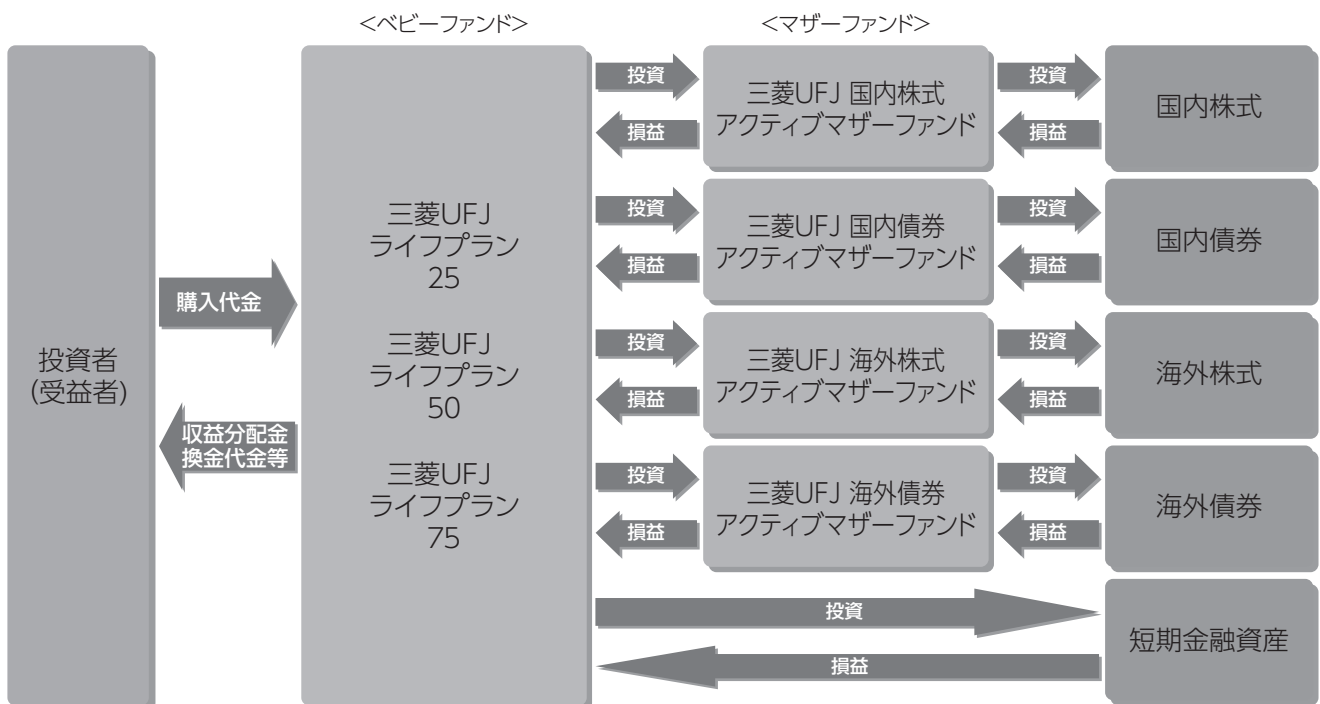 <ベビーファンド>
<マザーファンド>
投資者
(受益者)
購入代金
収益分配金
換金代金等
三菱UFJ
ライフプラン
25
三菱UFJ
ライフプラン
50
三菱UFJ
ライフプラン
75
投資
損益
三菱UFJ 国内株式
アクティブマザーファンド
投資
損益
国内株式
投資
損益
三菱UFJ 国内債券
アクティブマザーファンド
投資
損益
国内債券
投資
損益
三菱UFJ 海外株式
アクティブマザーファンド
投資
損益
海外株式
投資
損益
三菱UFJ 海外債券
アクティブマザーファンド
投資
損益
海外債券
投資
損益
短期金融資産